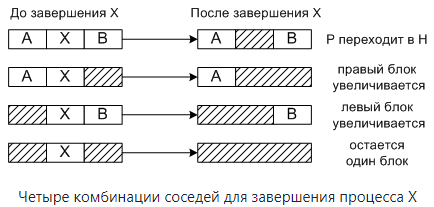 До завершения X После завершения X
A X B A B P переходит в H
A X A правый блок
увеличивается
X B B левый блок
увеличивается
X остается
один блок
Четыре комбинации соседей для завершения процесса X